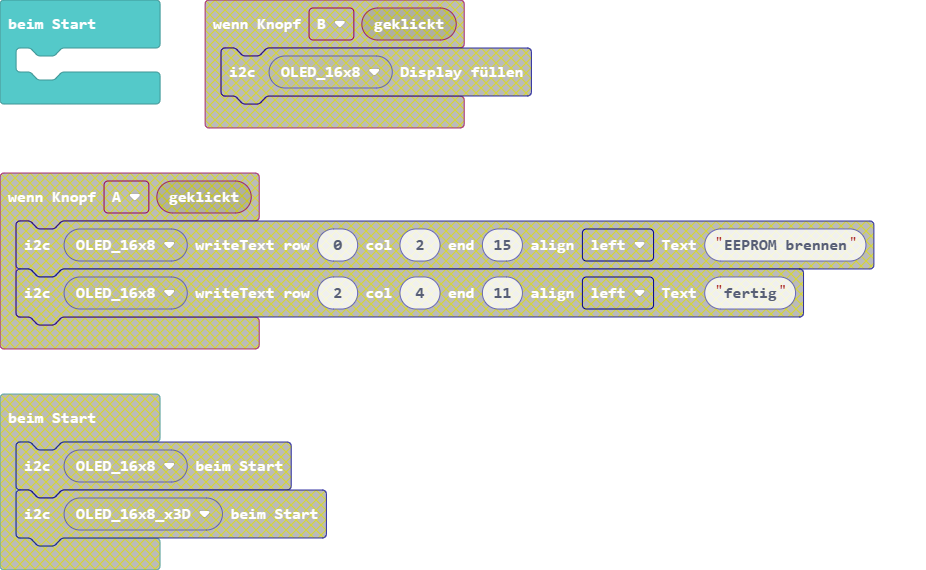 beim Start
wenn Knopf B geklickt
i2c OLED_16x8 Display füllen
wenn Knopf A geklickt
i2c OLED_16x8 writeText row 0 col 2 end 15 align left Text "EEPROM brennen"
i2c OLED_16x8 writeText row 2 col 4 end 11 align left Text "fertig"
beim Start
i2c OLED_16x8 beim Start
i2c OLED_16x8_x3D beim Start